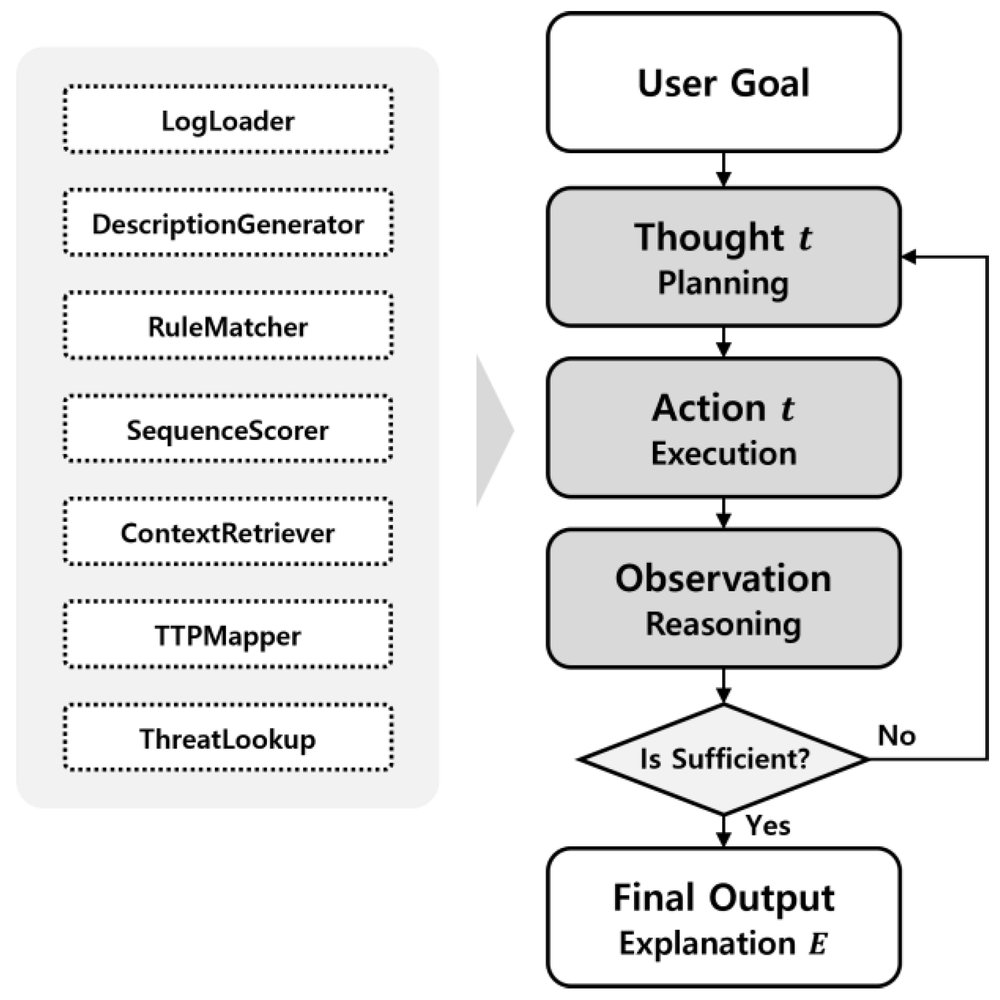 LogLoader
DescriptionGenerator
RuleMatcher
SequenceScorer
ContextRetriever
TTPMapper
ThreatLookup
User Goal
Thought t
Planning
Action t
Execution
Observation
Reasoning
Is Sufficient?
No
Yes
Final Output
Explanation E